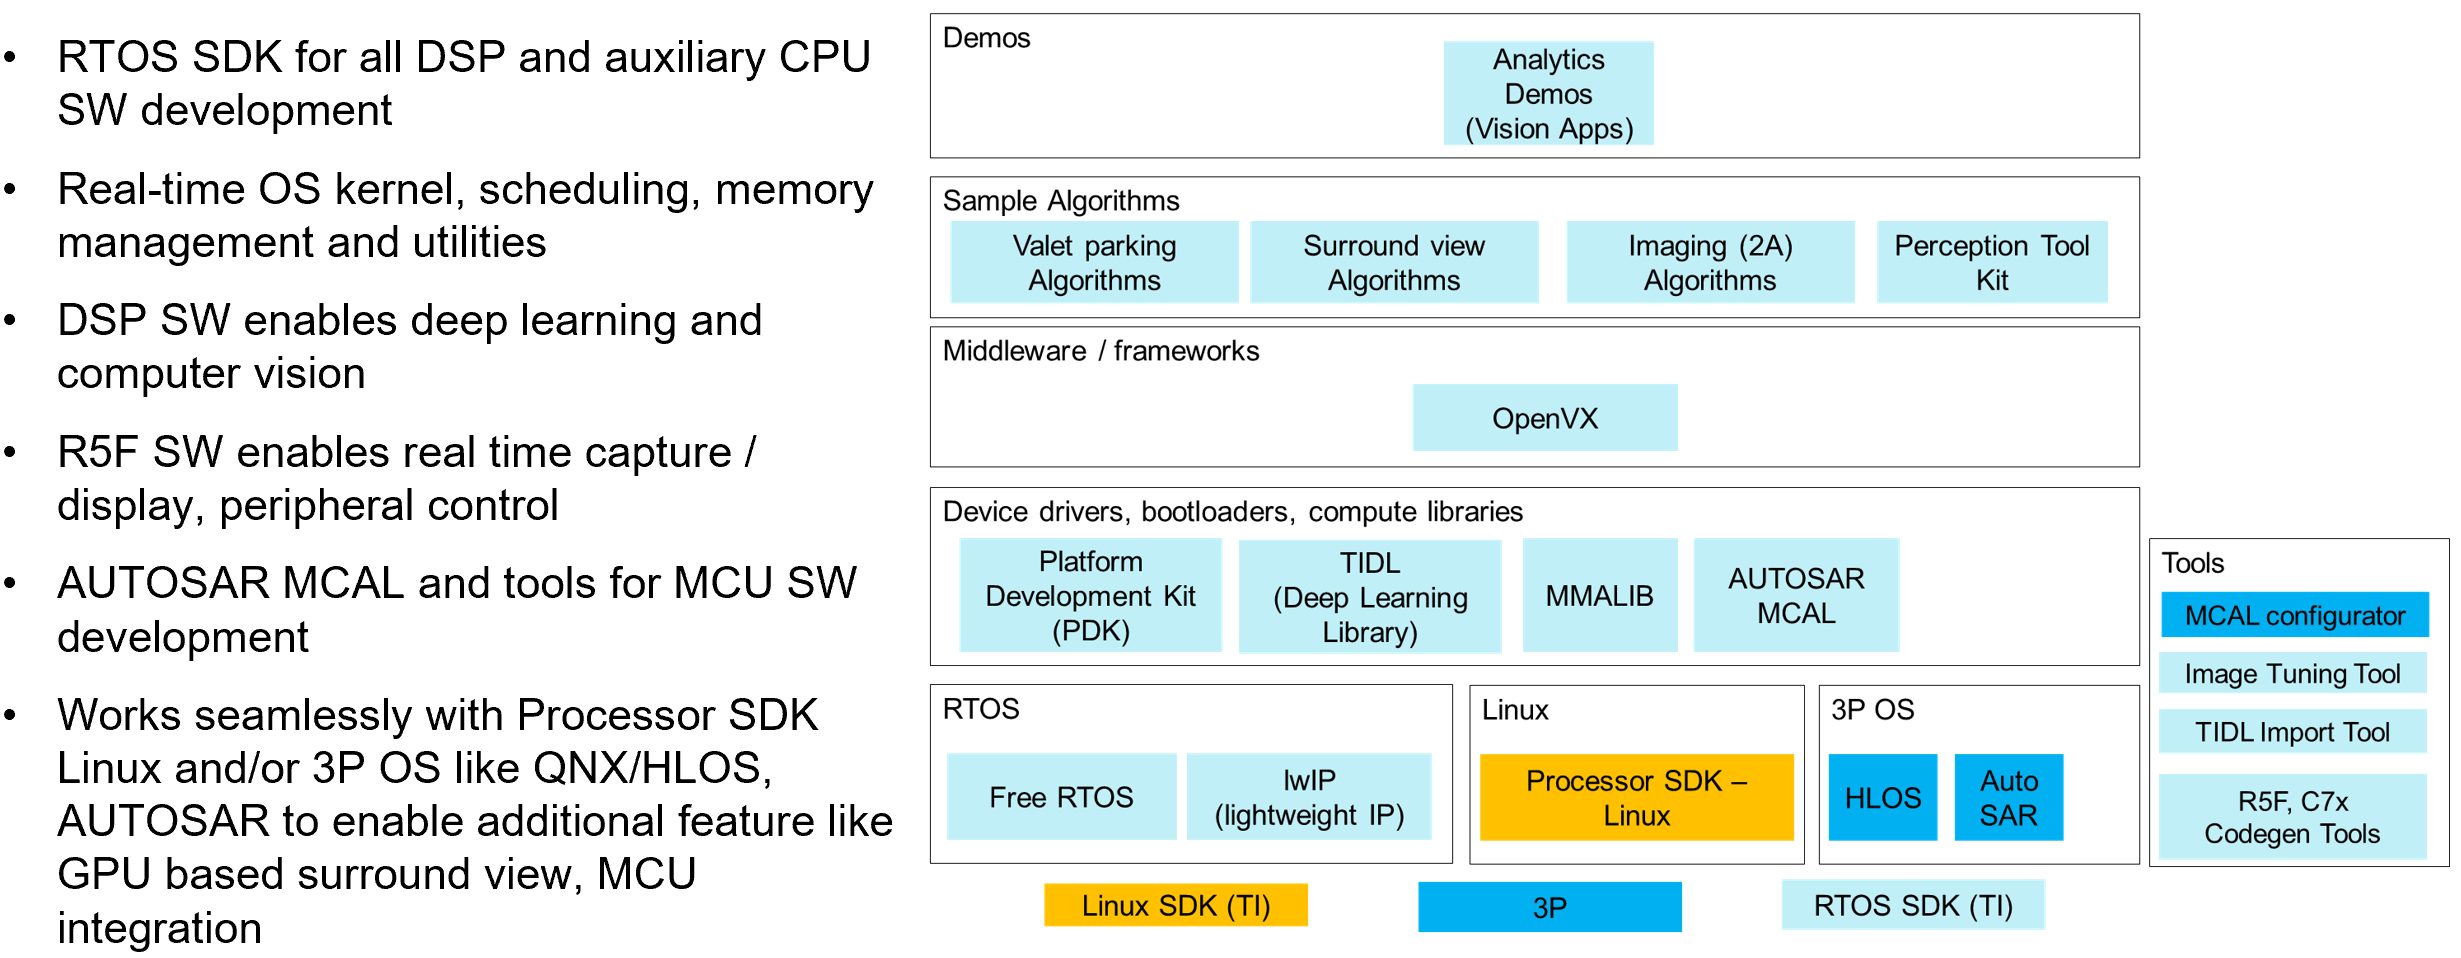 • RTOS SDK for all DSP and auxiliary CPU
SW development
• Real-time OS kernel, scheduling, memory
management and utilities
• DSP SW enables deep learning and
computer vision
• R5F SW enables real time capture /
display, peripheral control
• AUTOSAR MCAL and tools for MCU SW
development
• Works seamlessly with Processor SDK
Linux and/or 3P OS like QNX/HLOS,
AUTOSAR to enable additional feature like
GPU based surround view, MCU
integration
Demos
Analytics
Demos
(Vision Apps)
Sample Algorithms
Valet parking
Algorithms
Surround view
Algorithms
Imaging (2A)
Algorithms
Perception Tool
Kit
Middleware / frameworks
OpenVX
Device drivers, bootloaders, compute libraries
Platform
Development Kit
(PDK)
TIDL
(Deep Learning
Library)
MMALIB
AUTOSAR
MCAL
RTOS
Free RTOS
lwIP
(lightweight IP)
Linux
Processor SDK –
Linux
3P OS
HLOS
Auto
SAR
Tools
MCAL configurator
Image Tuning Tool
TIDL Import Tool
R5F, C7x
Codegen Tools
Linux SDK (TI)
3P
RTOS SDK (TI)